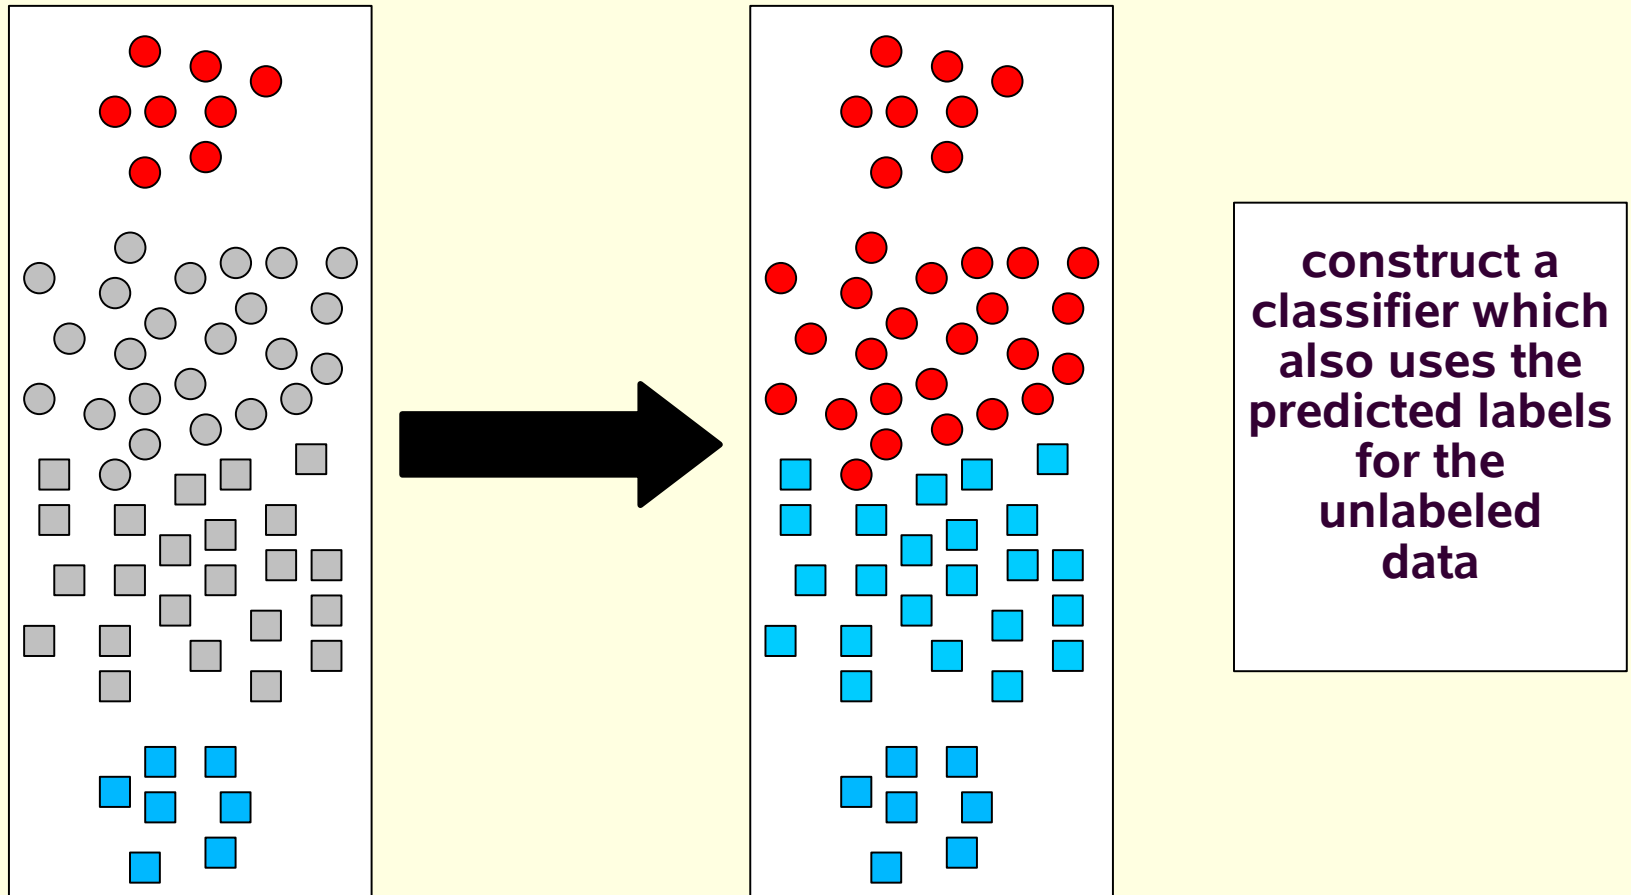 construct a
classifier which
also uses the
predicted labels
for the
unlabeled
data